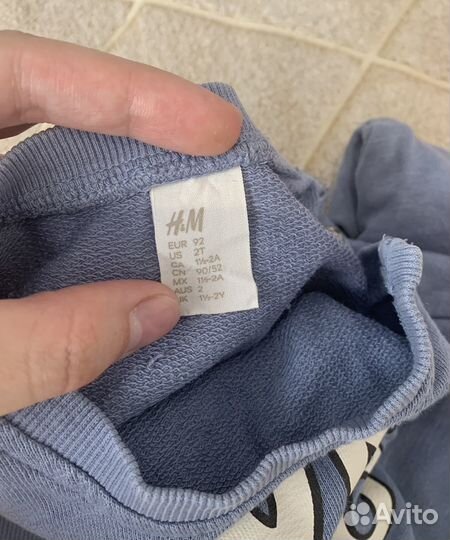 H&M
EUR 92
US 2T
CA 1½-2A
CN 90/52
MX 1½-2A
AUS 2
UK 1½-2Y
Avito